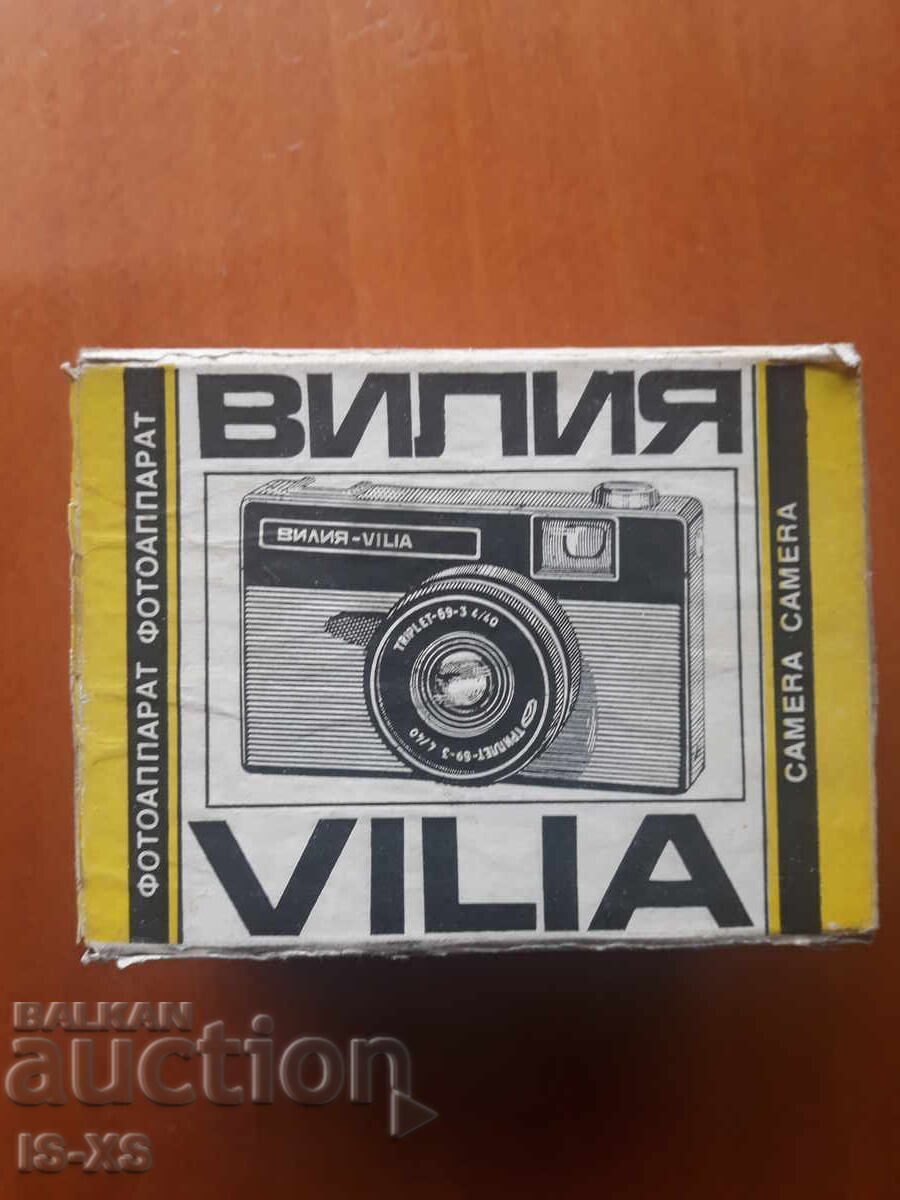 ВИЛИЯ
ФОТОАППАРАТ ФОТОАППАРАТ
ВИЛИЯ-VILIA
TRIPLET-69-3 4/40
ТРИПЛЕТ-69-3 4/40
VILIA
CAMERA CAMERA
BALKAN
auction
IS-XS